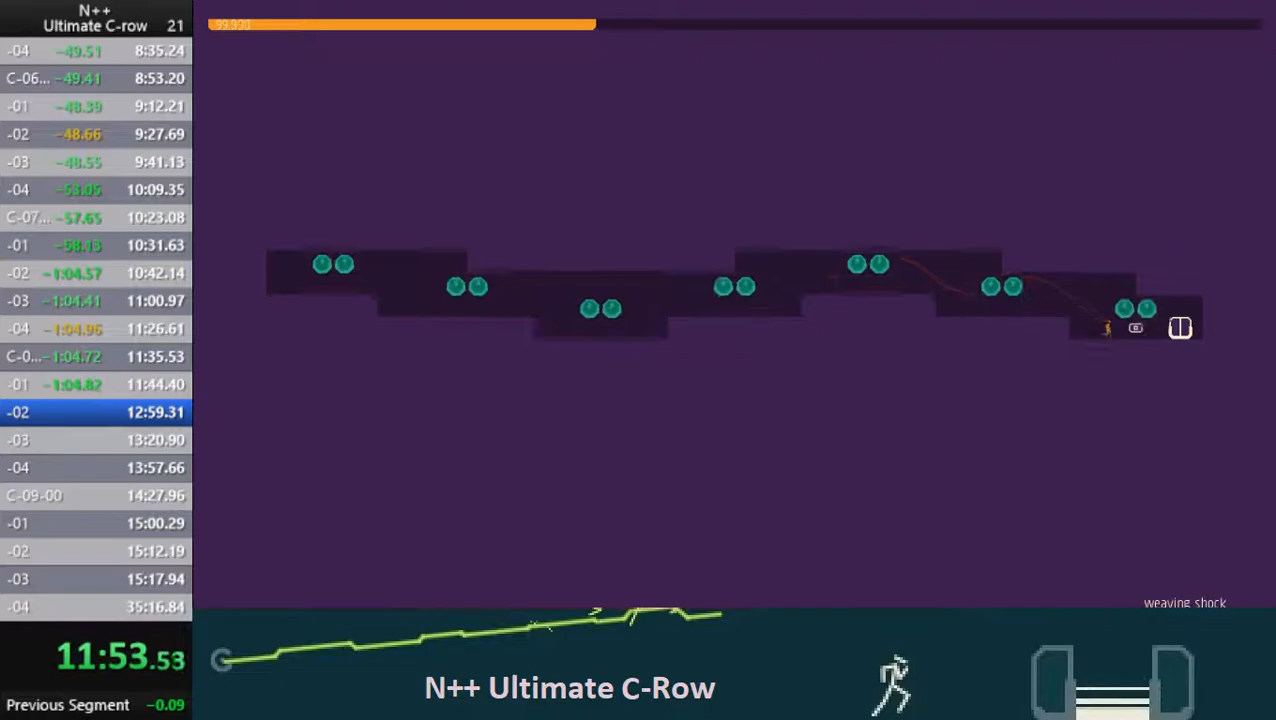 N++
Ultimate C-row 21
-04 −49.51 8:35.24
C-06... −49.41 8:53.20
-01 −48.39 9:12.21
-02 −48.66 9:27.69
-03 −48.55 9:41.13
-04 −53.05 10:09.35
C-07... −57.65 10:23.08
-01 −58.13 10:31.63
-02 −1:04.57 10:42.14
-03 −1:04.41 11:00.97
-04 −1:04.96 11:26.61
C-0... −1:04.72 11:35.53
-01 −1:04.82 11:44.40
-02 12:59.31
-03 13:20.90
-04 13:57.66
C-09-00 14:27.96
-01 15:00.29
-02 15:12.19
-03 15:17.94
-04 35:16.84
11:53.53
Previous Segment −0.09
99.990
weaving shock
N++ Ultimate C-Row